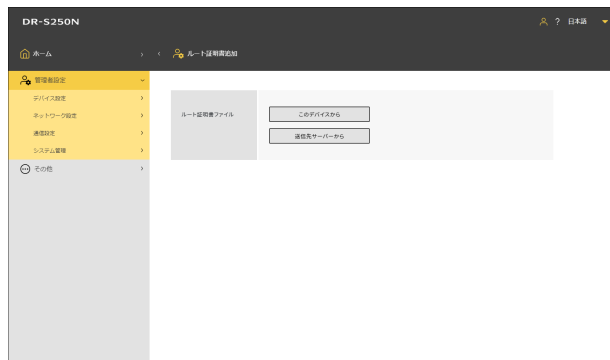 DR-S250N
? 日本語
ホーム
ルート証明書追加
管理者設定
デバイス設定
ネットワーク設定
通信設定
システム管理
その他
ルート証明書ファイル
このデバイスから
送信先サーバーから